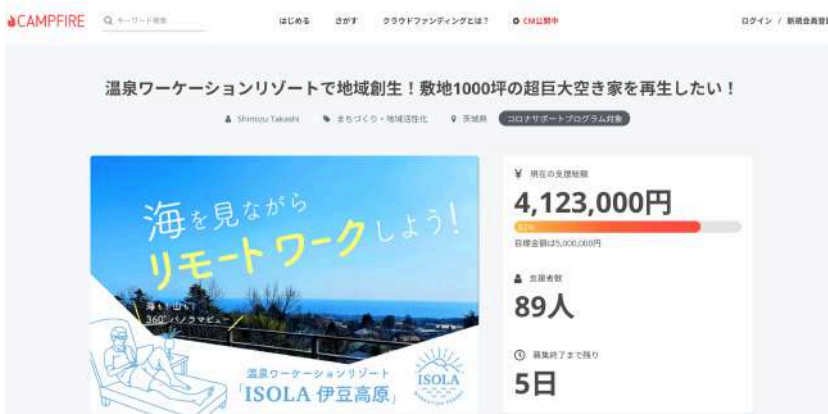 CAMPFIRE
キーワード検索
はじめる
さがす
クラウドファンディングとは？
CM公開中
ログイン / 新規会員登
温泉ワーケーションリゾートで地域創生！敷地1000坪の超巨大空き家を再生したい！
Shimizu Takashi
まちづくり・地域活性化
茨城県
コロナサポートプログラム対象
海を見ながら
リモートワークしよう！
海も！山も！
360°パノラマビュー
温泉ワーケーションリゾート
「ISOLA 伊豆高原」
ISOLA
¥ 現在の支援総額
4,123,000円
82%
目標金額は5,000,000円
支援者数
89人
募集終了まで残り
5日